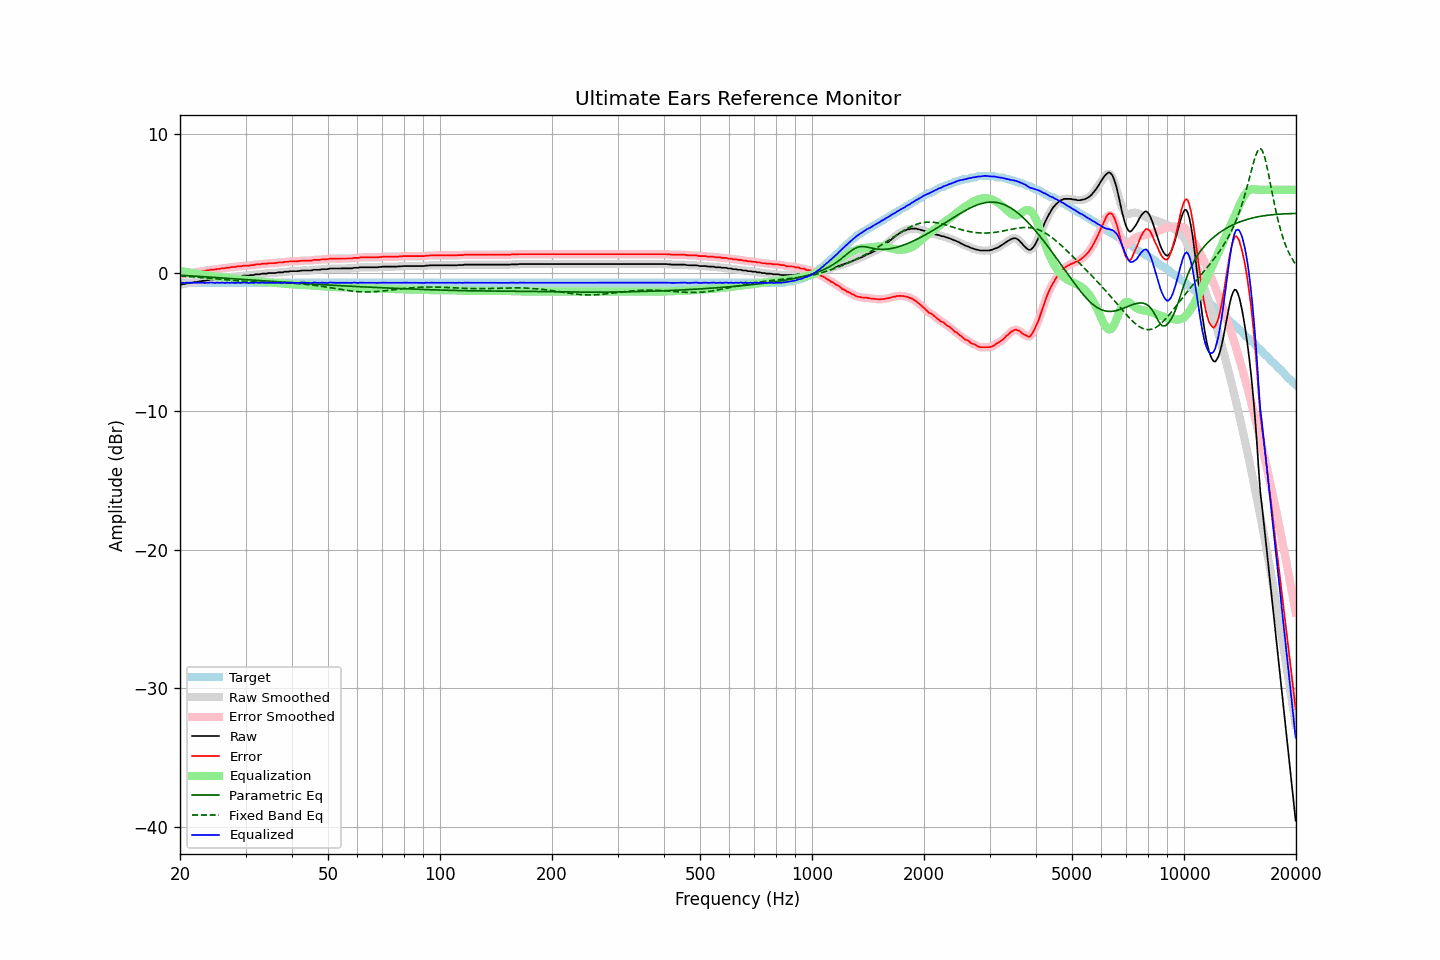 Ultimate Ears Reference Monitor
10
0
−10
−20
−30
−40
Amplitude (dBr)
Target
Raw Smoothed
Error Smoothed
Raw
Error
Equalization
Parametric Eq
Fixed Band Eq
Equalized
20 50 100 200 500 1000 2000 5000 10000 20000
Frequency (Hz)